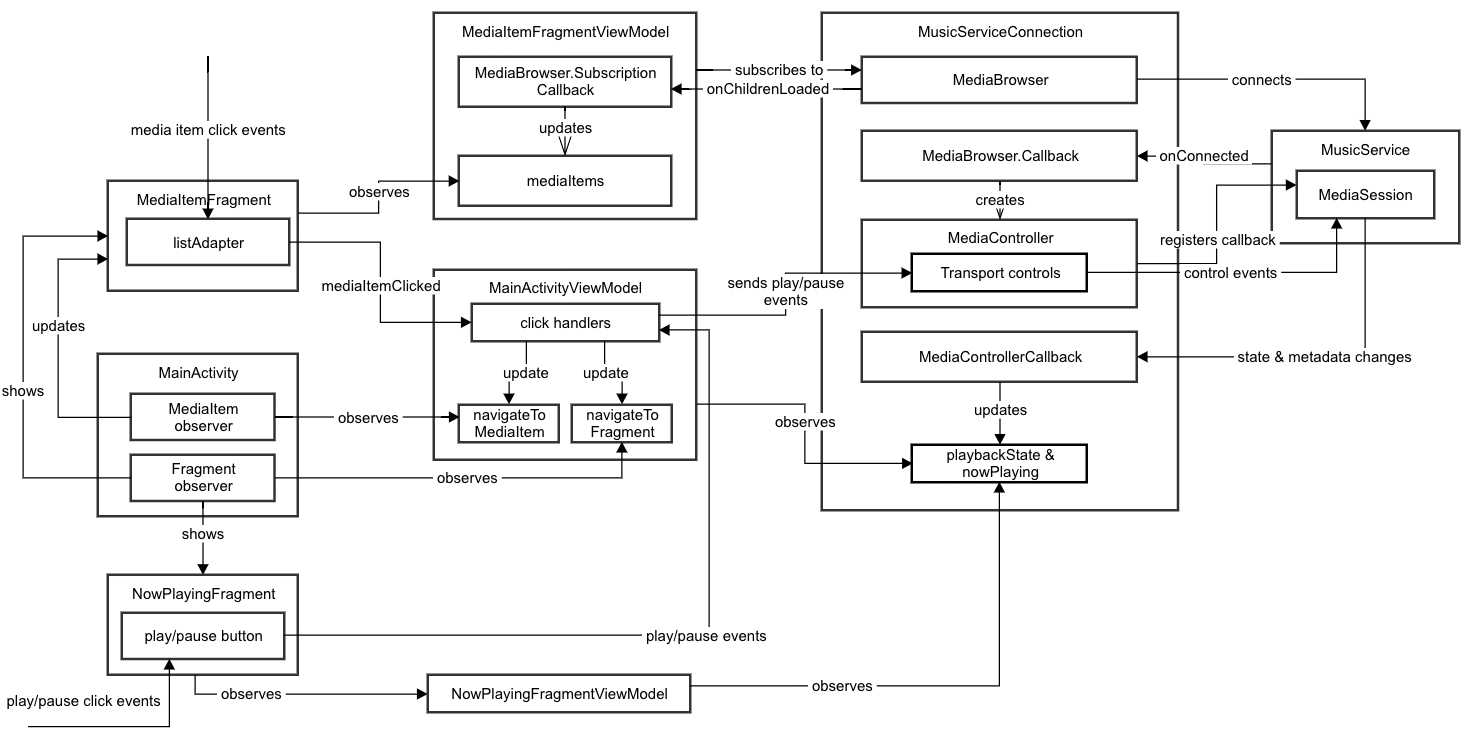 MediaItemFragmentViewModel
MediaBrowser.Subscription
Callback
updates
mediaItems
MusicServiceConnection
subscribes to
onChildrenLoaded
MediaBrowser
connects
MediaBrowser.Callback
onConnected
creates
MusicService
MediaSession
MediaController
Transport controls
registers callback
control events
MediaControllerCallback
state & metadata changes
updates
playbackState &
nowPlaying
media item click events
MediaItemFragment
listAdapter
observes
mediaItemClicked
MainActivityViewModel
click handlers
sends play/pause
events
update
update
navigateTo
MediaItem
navigateTo
Fragment
observes
updates
shows
MainActivity
MediaItem
observer
observes
Fragment
observer
observes
shows
NowPlayingFragment
play/pause button
play/pause events
play/pause click events
observes
NowPlayingFragmentViewModel
observes